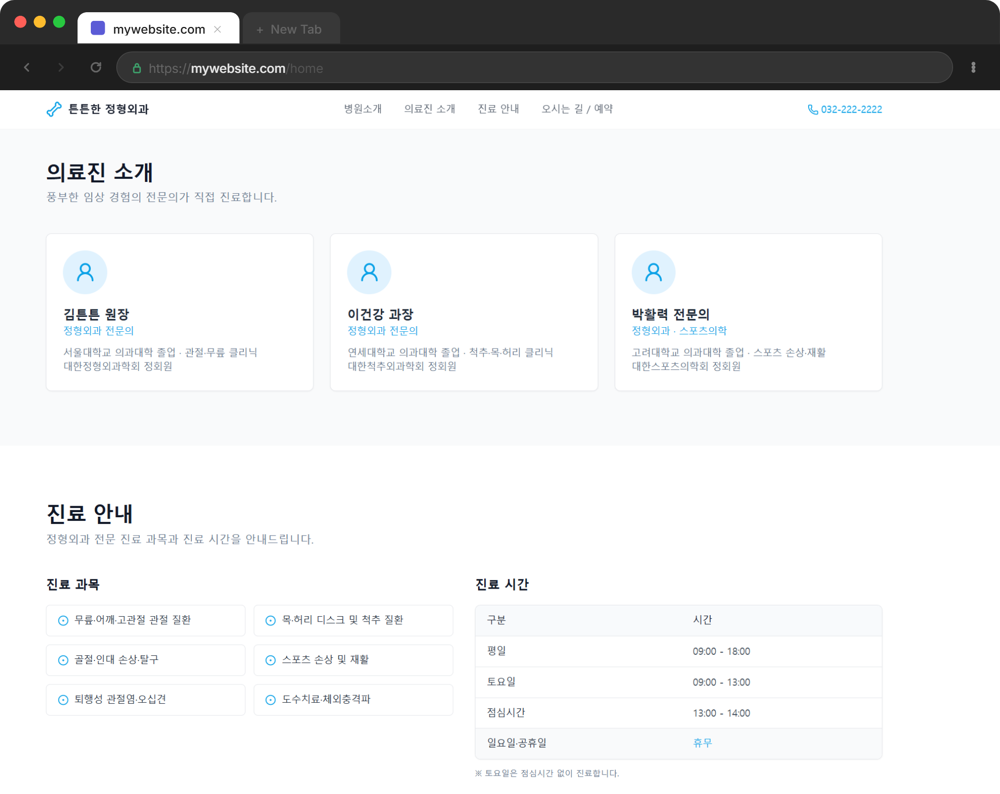 mywebsite.com
+ New Tab
https://mywebsite.com/home
튼튼한 정형외과
병원소개 의료진 소개 진료 안내 오시는 길 / 예약
032-222-2222
의료진 소개
풍부한 임상 경험의 전문의가 직접 진료합니다.
김튼튼 원장
정형외과 전문의
서울대학교 의과대학 졸업 · 관절·무릎 클리닉
대한정형외과학회 정회원
이건강 과장
정형외과 전문의
연세대학교 의과대학 졸업 · 척추·목·허리 클리닉
대한척추외과학회 정회원
박활력 전문의
정형외과 · 스포츠의학
고려대학교 의과대학 졸업 · 스포츠 손상·재활
대한스포츠의학회 정회원
진료 안내
정형외과 전문 진료 과목과 진료 시간을 안내드립니다.
진료 과목
무릎·어깨·고관절 관절 질환
목·허리 디스크 및 척추 질환
골절·인대 손상·탈구
스포츠 손상 및 재활
퇴행성 관절염·오십견
도수치료·체외충격파
진료 시간
구분 시간
평일 09:00 - 18:00
토요일 09:00 - 13:00
점심시간 13:00 - 14:00
일요일·공휴일 휴무
※ 토요일은 점심시간 없이 진료합니다.